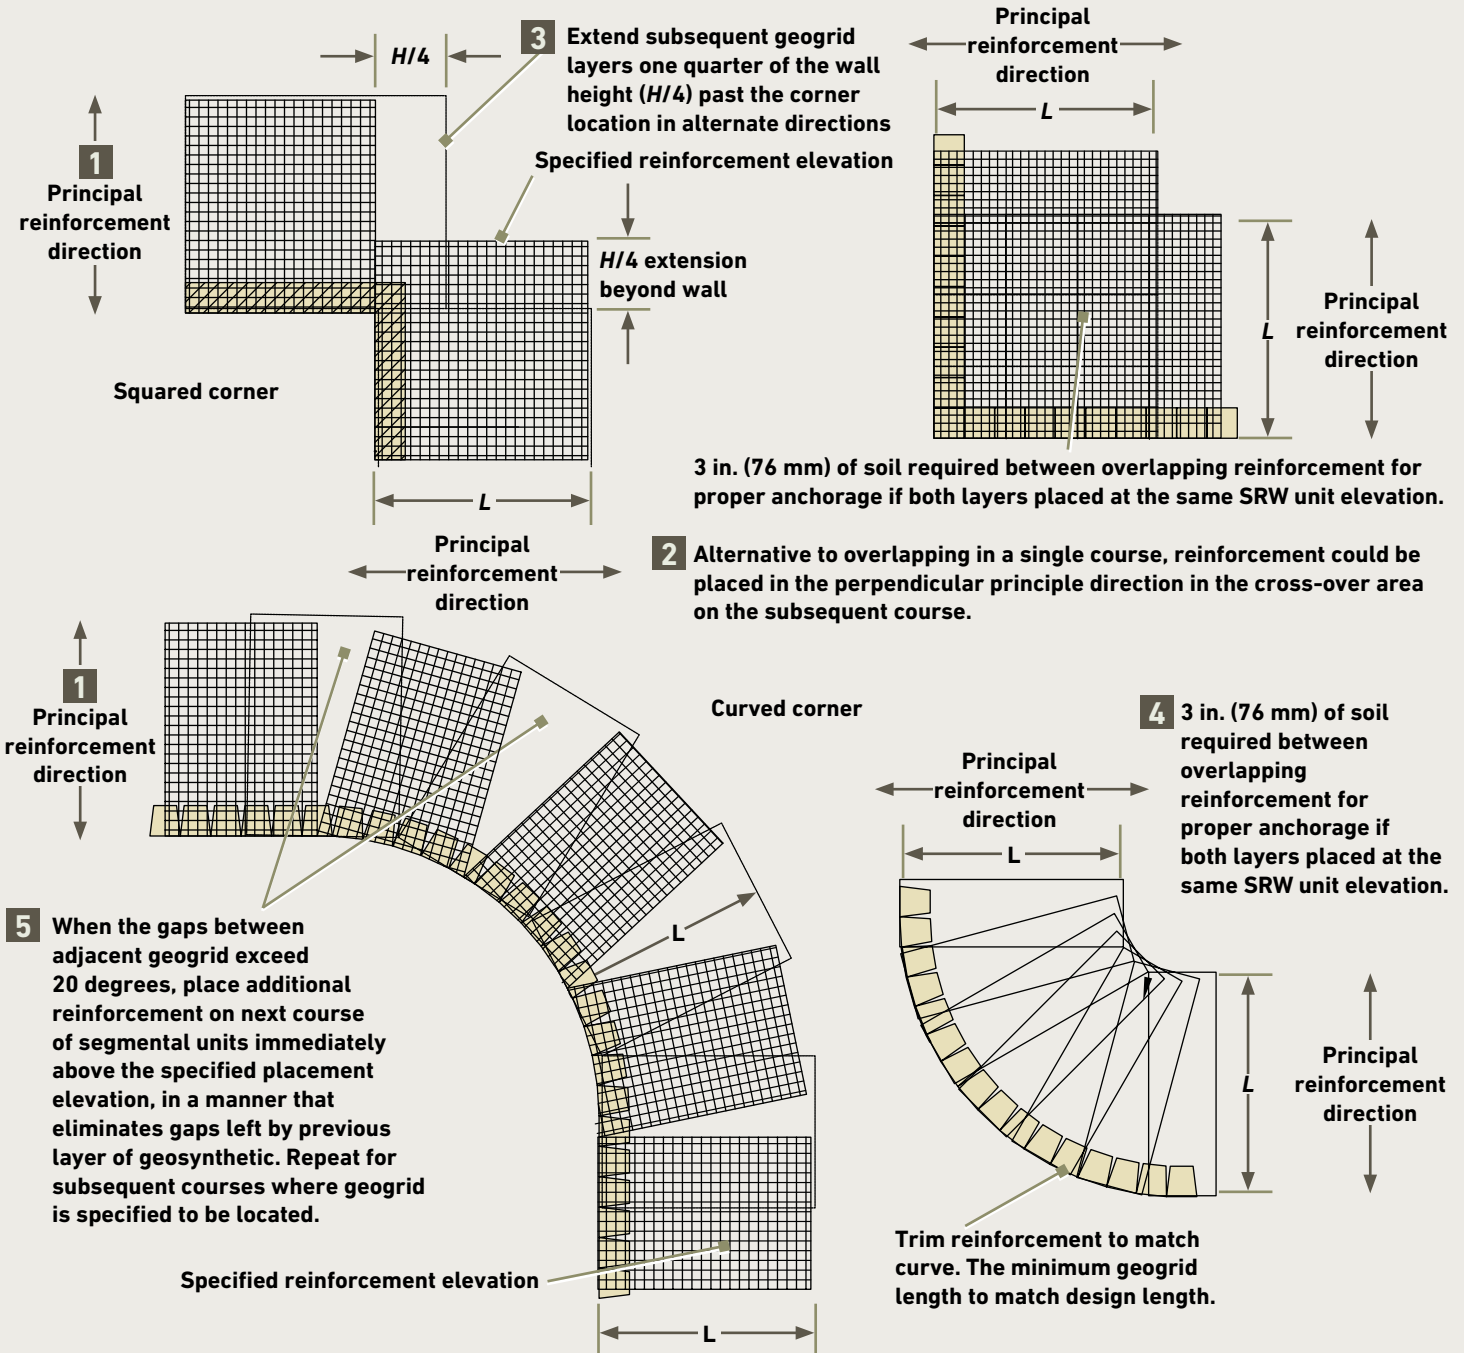 H/4
3 Extend subsequent geogrid
layers one quarter of the wall
height (H/4) past the corner
location in alternate directions
Specified reinforcement elevation
1
Principal
reinforcement
direction
H/4 extension
beyond wall
Squared corner
L
Principal
reinforcement
direction
L
L
Principal
reinforcement
direction
3 in. (76 mm) of soil required between overlapping reinforcement for
proper anchorage if both layers placed at the same SRW unit elevation.
2 Alternative to overlapping in a single course, reinforcement could be
placed in the perpendicular principle direction in the cross-over area
on the subsequent course.
Principal
reinforcement
direction
1
Principal
reinforcement
direction
Curved corner
L
5 When the gaps between
adjacent geogrid exceed
20 degrees, place additional
reinforcement on next course
of segmental units immediately
above the specified placement
elevation, in a manner that
eliminates gaps left by previous
layer of geosynthetic. Repeat for
subsequent courses where geogrid
is specified to be located.
Specified reinforcement elevation
L
4 3 in. (76 mm) of soil
required between
overlapping
reinforcement for
proper anchorage if
both layers placed at the
same SRW unit elevation.
Principal
reinforcement
direction
L
L
Principal
reinforcement
direction
Trim reinforcement to match
curve. The minimum geogrid
length to match design length.